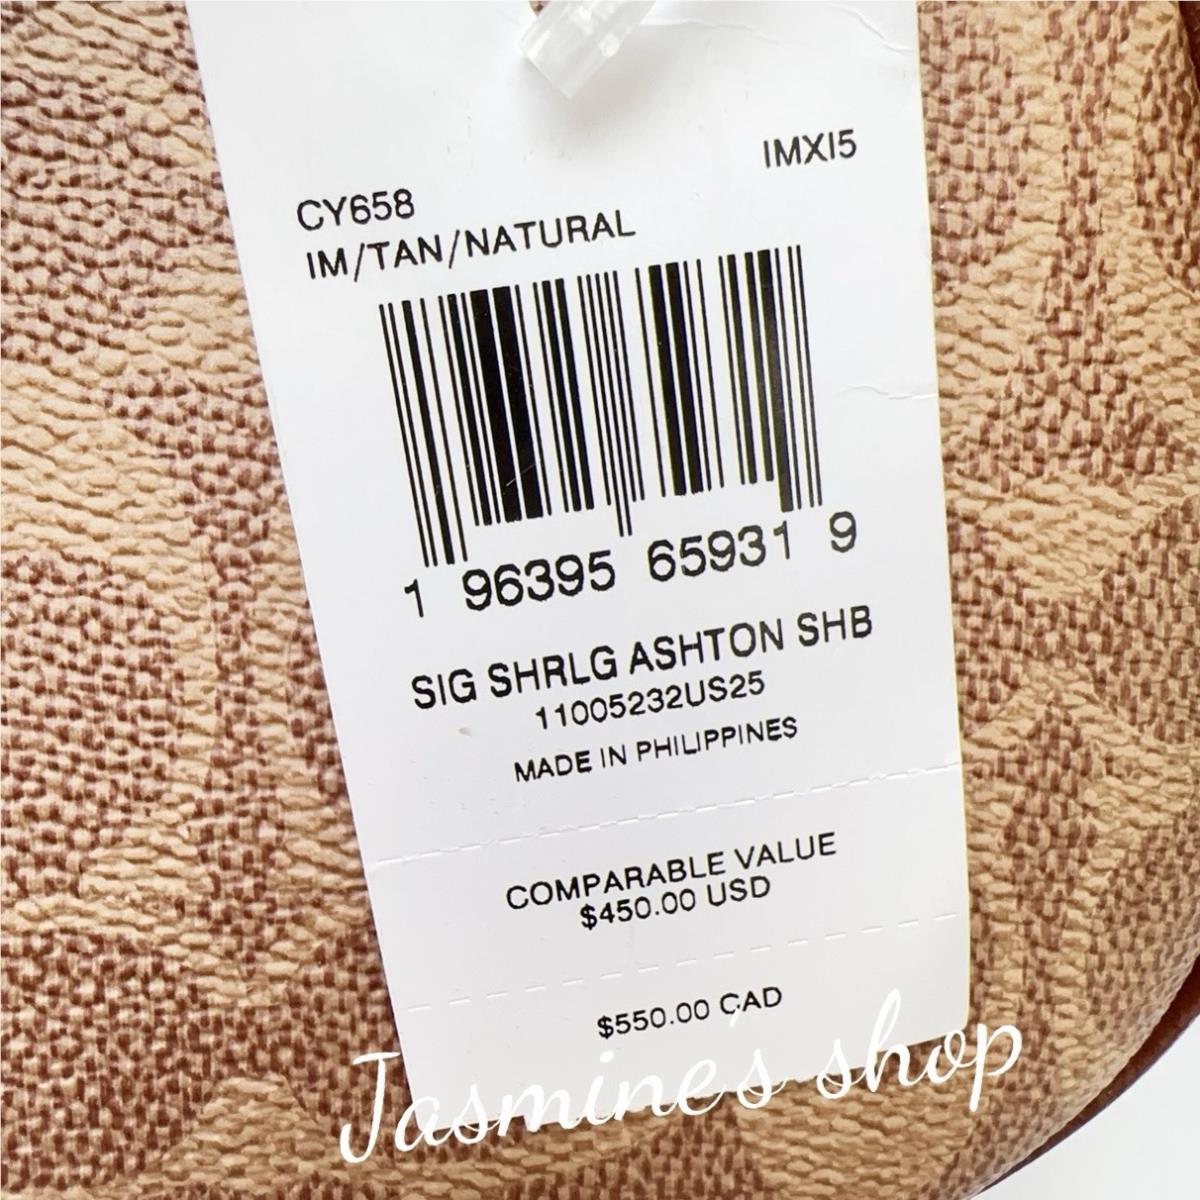 IMXI5
CY658
IM/TAN/NATURAL
1 96395 65931 9
SIG SHRLG ASHTON SHB
11005232US25
MADE IN PHILIPPINES
COMPARABLE VALUE
$450.00 USD
$550.00 CAD
Jasmine's shop